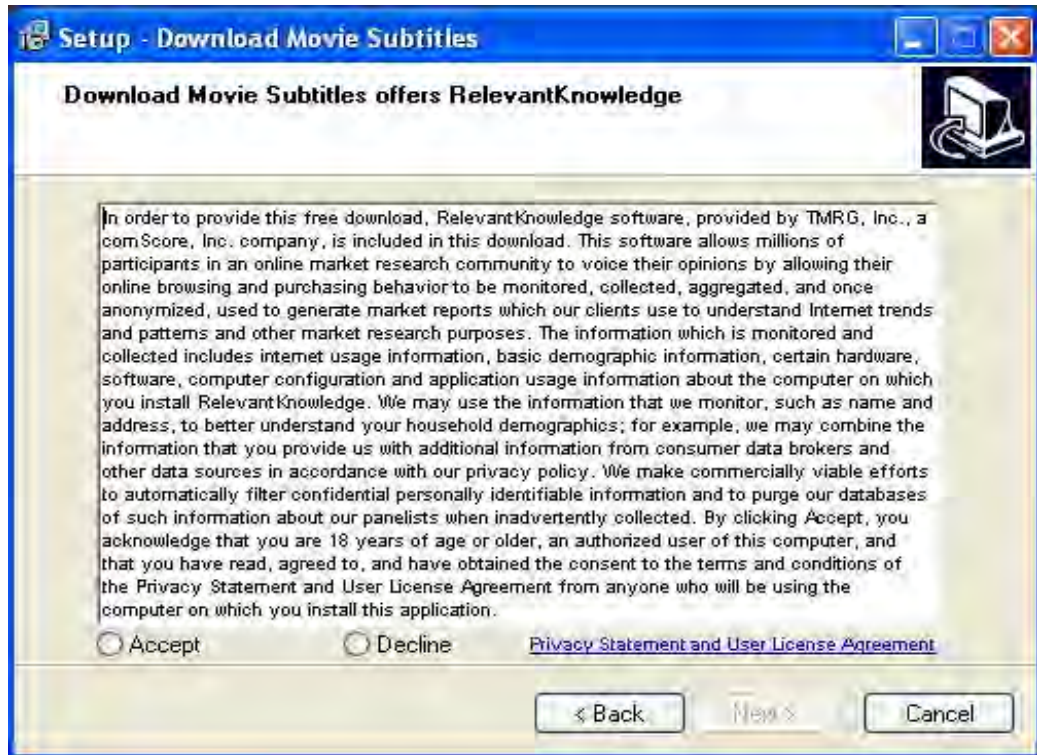 Setup - Download Movie Subtitles
Download Movie Subtitles offers RelevantKnowledge
In order to provide this free download, RelevantKnowledge software, provided by TMRG, Inc., a
comScore, Inc. company, is included in this download. This software allows millions of
participants in an online market research community to voice their opinions by allowing their
online browsing and purchasing behavior to be monitored, collected, aggregated, and once
anonymized, used to generate market reports which our clients use to understand Internet trends
and patterns and other market research purposes. The information which is monitored and
collected includes internet usage information, basic demographic information, certain hardware,
software, computer configuration and application usage information about the computer on which
you install RelevantKnowledge. We may use the information that we monitor, such as name and
address, to better understand your household demographics; for example, we may combine the
information that you provide us with additional information from consumer data brokers and
other data sources in accordance with our privacy policy. We make commercially viable efforts
to automatically filter confidential personally identifiable information and to purge our databases
of such information about our panelists when inadvertently collected. By clicking Accept, you
acknowledge that you are 18 years of age or older, an authorized user of this computer, and
that you have read, agreed to, and have obtained the consent to the terms and conditions of
the Privacy Statement and User License Agreement from anyone who will be using the
computer on which you install this application.
Accept Decline Privacy Statement and User License Agreement
< Back Next > Cancel